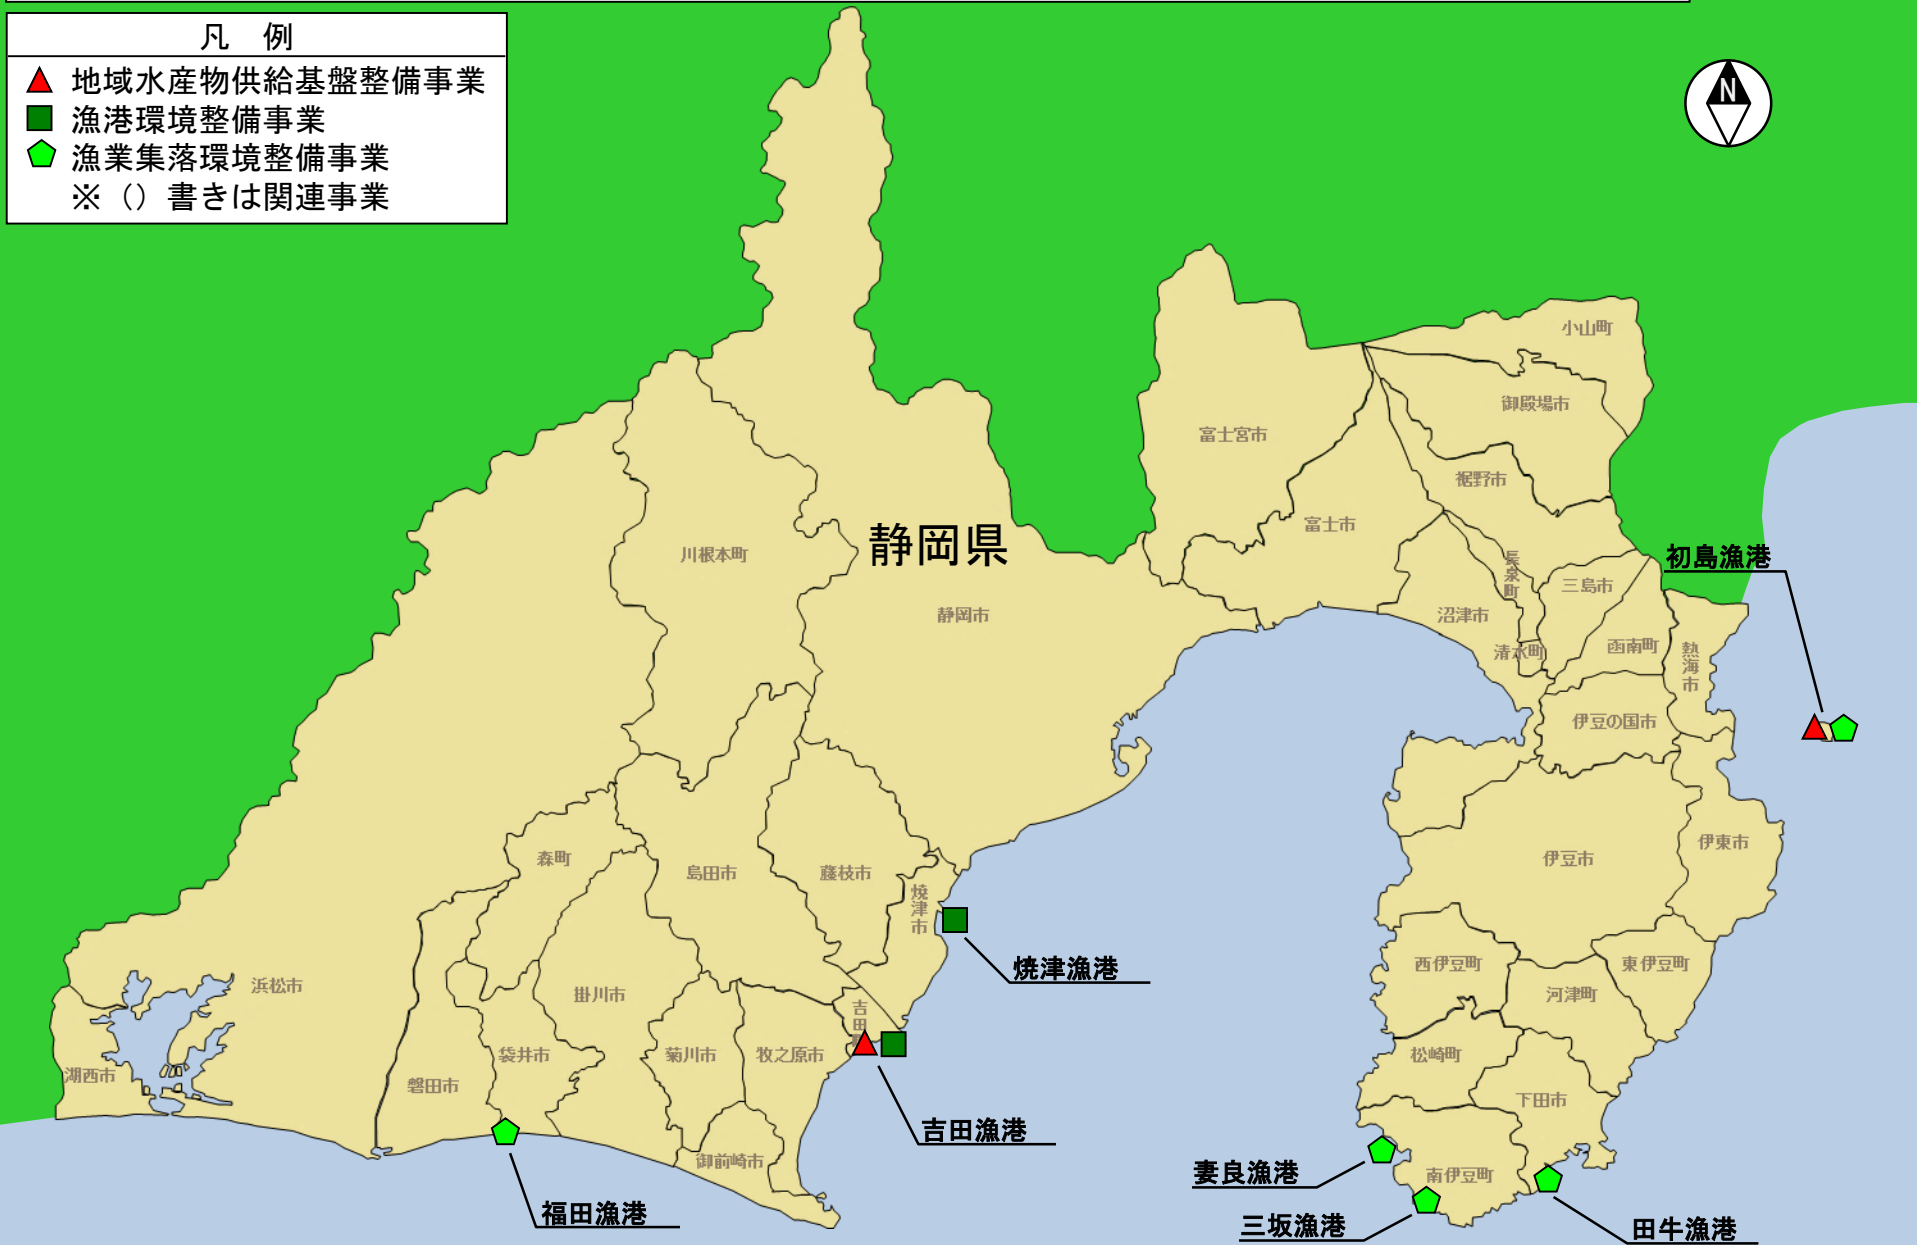 凡 例
地域水産物供給基盤整備事業
漁港環境整備事業
漁業集落環境整備事業
※（）書きは関連事業
N
小山町
御殿場市
富士宮市
裾野市
富士市
静岡県
川根本町
初島漁港
長泉町
三島市
静岡市
沼津市
函南町
清水町
熱海市
伊豆の国市
伊東市
森町
伊豆市
島田市
藤枝市
焼津市
焼津漁港
西伊豆町
東伊豆町
浜松市
掛川市
河津町
吉田
袋井市
菊川市
牧之原市
松崎町
湖西市
磐田市
下田市
吉田漁港
御前崎市
妻良漁港
南伊豆町
福田漁港
三坂漁港
田牛漁港